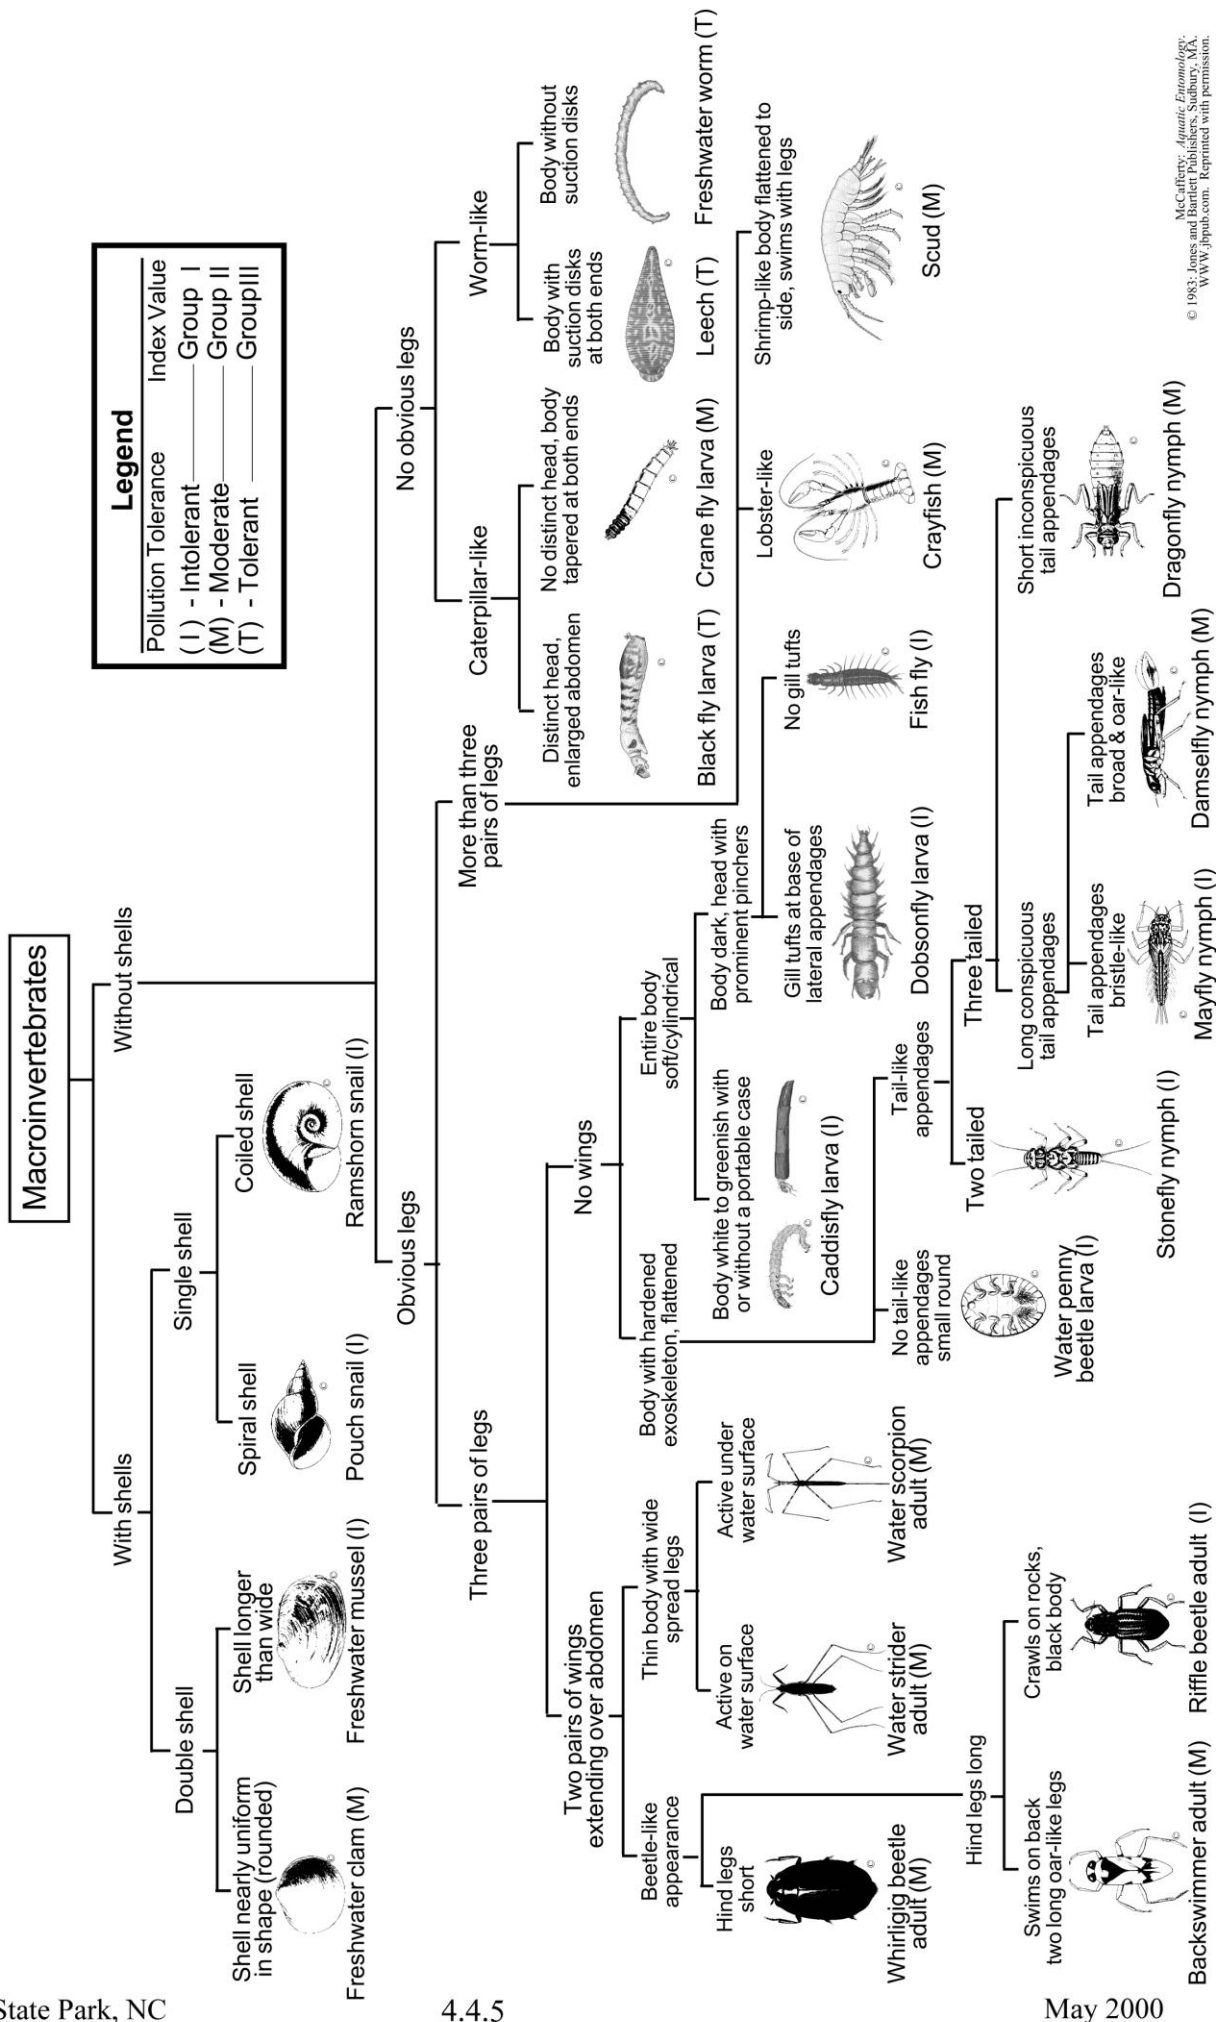 Macroinvertebrates
Legend
Pollution Tolerance Index Value
(I) - Intolerant Group I
(M) - Moderate Group II
(T) - Tolerant GroupIII
With shells
Without shells
Double shell
Single shell
Shell nearly uniform
in shape (rounded)
Shell longer
than wide
Spiral shell
Coiled shell
Freshwater clam (M)
Freshwater mussel (I)
Pouch snail (I)
Ramshorn snail (I)
Obvious legs
No obvious legs
Three pairs of legs
More than three
pairs of legs
Caterpillar-like
Worm-like
Distinct head,
enlarged abdomen
No distinct head, body
tapered at both ends
Body with
suction disks
at both ends
Body without
suction disks
Black fly larva (T)
Crane fly larva (M)
Leech (T)
Freshwater worm (T)
Two pairs of wings
extending over abdomen
No wings
Beetle-like
appearance
Thin body with wide
spread legs
Body with hardened
exoskeleton, flattened
Entire body
soft/cylindrical
Hind legs
short
Active on
water surface
Active under
water surface
Body white to greenish with
or without a portable case
Body dark, head with
prominent pinchers
Gill tufts at base of
lateral appendages
No gill tufts
Lobster-like
Shrimp-like body flattened to
side, swims with legs
Whirligig beetle
adult (M)
Water strider
adult (M)
Water scorpion
adult (M)
Caddisfly larva (I)
Dobsonfly larva (I)
Fish fly (I)
Crayfish (M)
Scud (M)
No tail-like
appendages
small round
Tail-like
appendages
Hind legs long
Two tailed
Three tailed
Water penny
beetle larva (I)
Swims on back
two long oar-like legs
Crawls on rocks,
black body
Long conspicuous
tail appendages
Short inconspicuous
tail appendages
Tail appendages
bristle-like
Tail appendages
broad & oar-like
Backswimmer adult (M)
Riffle beetle adult (I)
Stonefly nymph (I)
Mayfly nymph (I)
Damselfly nymph (M)
Dragonfly nymph (M)
McCafferty: Aquatic Entomology.
© 1983: Jones and Bartlett Publishers, Sudbury, MA.
WWW.jbpub.com. Reprinted with permission.
State Park, NC 4.4.5 May 2000